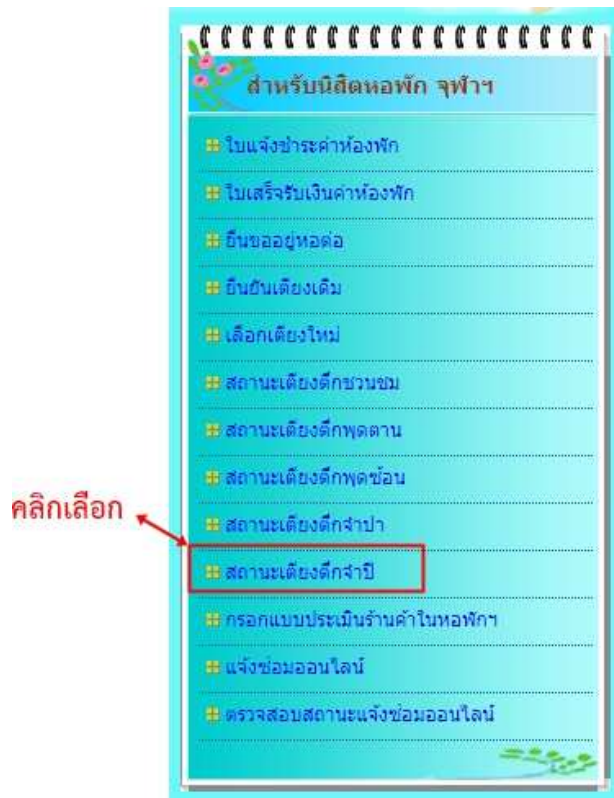 สำหรับนิสิตหอพัก จุฬาฯ
ใบแจ้งชำระค่าห้องพัก
ใบเสร็จรับเงินค่าห้องพัก
ยื่นขออยู่หอต่อ
ยืนยันเตียงเดิม
เลือกเตียงใหม่
สถานะเตียงตึกชวนชม
สถานะเตียงตึกพุดตาน
สถานะเตียงตึกพุดซ้อน
คลิกเลือก
สถานะเตียงตึกจำปา
สถานะเตียงตึกจำปี
กรอกแบบประเมินร้านค้าในหอพักฯ
แจ้งซ่อมออนไลน์
ตรวจสอบสถานะแจ้งซ่อมออนไลน์